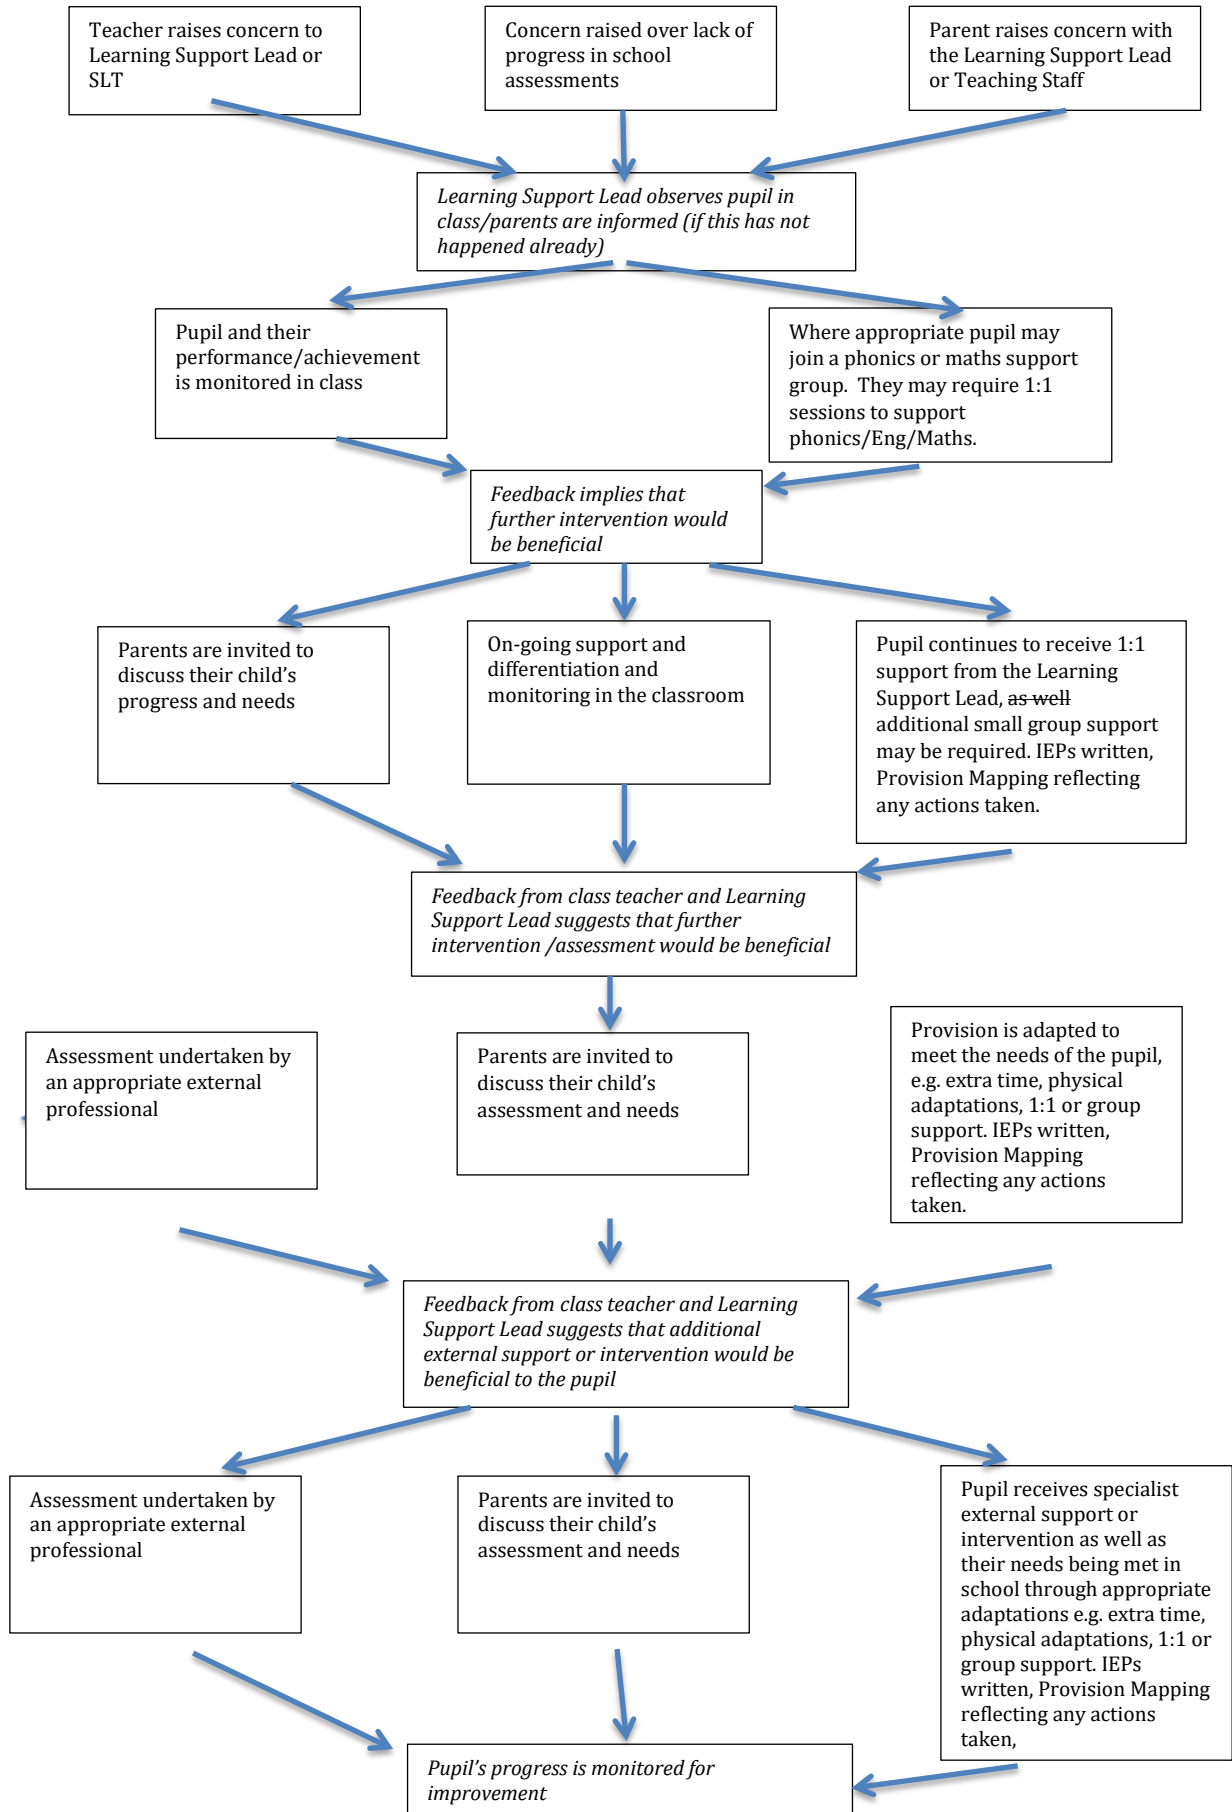 Teacher raises concern to
Learning Support Lead or
SLT
Concern raised over lack of
progress in school
assessments
Parent raises concern with
the Learning Support Lead
or Teaching Staff
Learning Support Lead observes pupil in
class/parents are informed (if this has not
happened already)
Pupil and their
performance/achievement
is monitored in class
Where appropriate pupil may
join a phonics or maths support
group.  They may require 1:1
sessions to support
phonics/Eng/Maths.
Feedback implies that
further intervention would
be beneficial
Parents are invited to
discuss their child’s
progress and needs
On-going support and
differentiation and
monitoring in the classroom
Pupil continues to receive 1:1
support from the Learning
Support Lead, as well
additional small group support
may be required. IEPs written,
Provision Mapping reflecting
any actions taken.
Feedback from class teacher and Learning
Support Lead suggests that further
intervention /assessment would be beneficial
Assessment undertaken by
an appropriate external
professional
Parents are invited to
discuss their child’s
assessment and needs
Provision is adapted to
meet the needs of the pupil,
e.g. extra time, physical
adaptations, 1:1 or group
support. IEPs written,
Provision Mapping
reflecting any actions
taken.
Feedback from class teacher and Learning
Support Lead suggests that additional
external support or intervention would be
beneficial to the pupil
Assessment undertaken by
an appropriate external
professional
Parents are invited to
discuss their child’s
assessment and needs
Pupil receives specialist
external support or
intervention as well as
their needs being met in
school through appropriate
adaptations e.g. extra time,
physical adaptations, 1:1 or
group support. IEPs
written, Provision Mapping
reflecting any actions
taken,
Pupil’s progress is monitored for
improvement